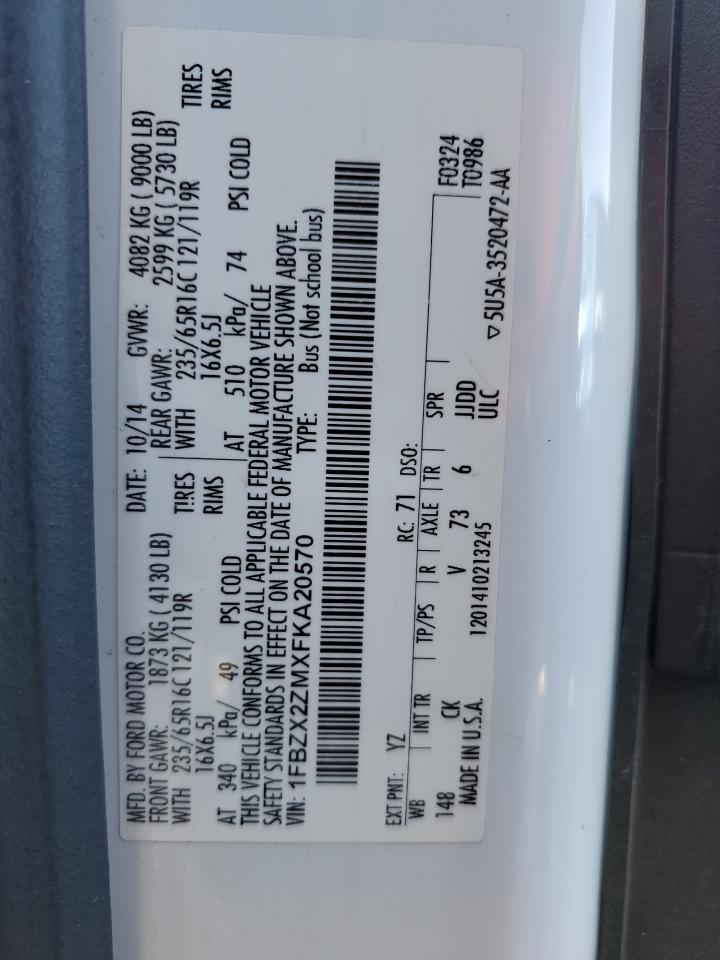 MFD. BY FORD MOTOR CO. DATE: 10/14 GVWR: 4082 KG ( 9000 LB)
FRONT GAWR: 1873 KG ( 4130 LB) REAR GAWR: 2599 KG ( 5730 LB)
WITH 235/65R16C 121/119R TIRES WITH 235/65R16C 121/119R TIRES
16X6.5J RIMS 16X6.5J RIMS
AT 340 kPa/ 49 PSI COLD AT 510 kPa/ 74 PSI COLD
THIS VEHICLE CONFORMS TO ALL APPLICABLE FEDERAL MOTOR VEHICLE
SAFETY STANDARDS IN EFFECT ON THE DATE OF MANUFACTURE SHOWN ABOVE.
VIN: 1FBZX2ZMXFKA20570 TYPE: Bus (Not school bus)
EXT PNT: YZ RC: 71 DSO:
WB INT TR TP/PS R AXLE TR SPR F0324
148 CK V 73 6 JJDD T0986
MADE IN U.S.A. 1201410213245 ULC ▽5U5A-3520472-AA